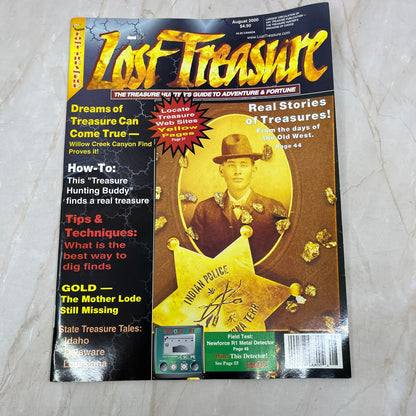 August 2000
$4.50
www.LostTreasure.com
Lost Treasure
THE TREASURE HUNTER'S GUIDE TO ADVENTURE & FORTUNE
Dreams of
Treasure Can
Come True —
Willow Creek Canyon Find
Proves it!
Locate
Treasure
Web Sites
Yellow
Pages
Real Stories
of Treasures!
From the days of
the Old West.
Page 44
How-To:
This "Treasure
Hunting Buddy"
finds a real treasure
Tips &
Techniques:
What is the
best way to
dig finds
GOLD —
The Mother Lode
Still Missing
State Treasure Tales:
Idaho
Delaware
Louisiana
INDIAN POLICE
TERR
Field Test:
Newforce R1 Metal Detector
Page 48
Win This Detector!
See Page 53